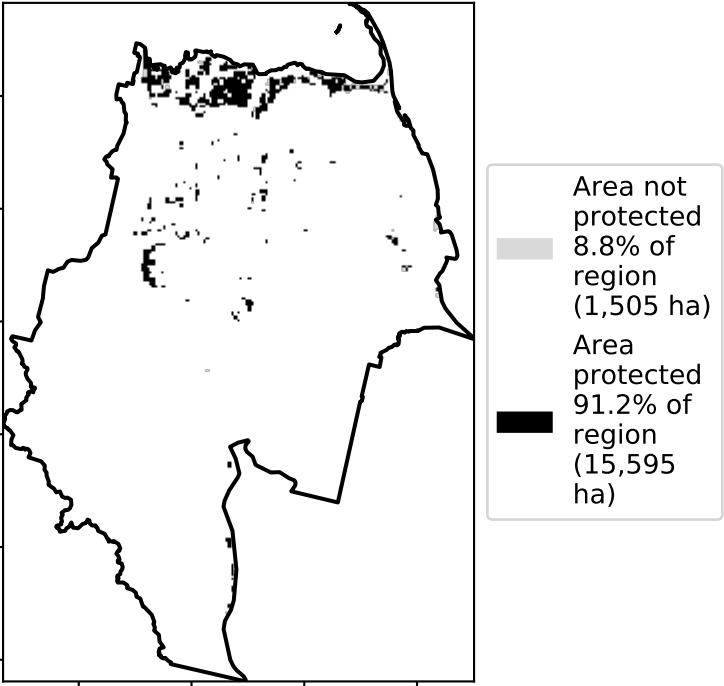 Area not
protected
8.8% of
region
(1,505 ha)
Area
protected
91.2% of
region
(15,595
ha)